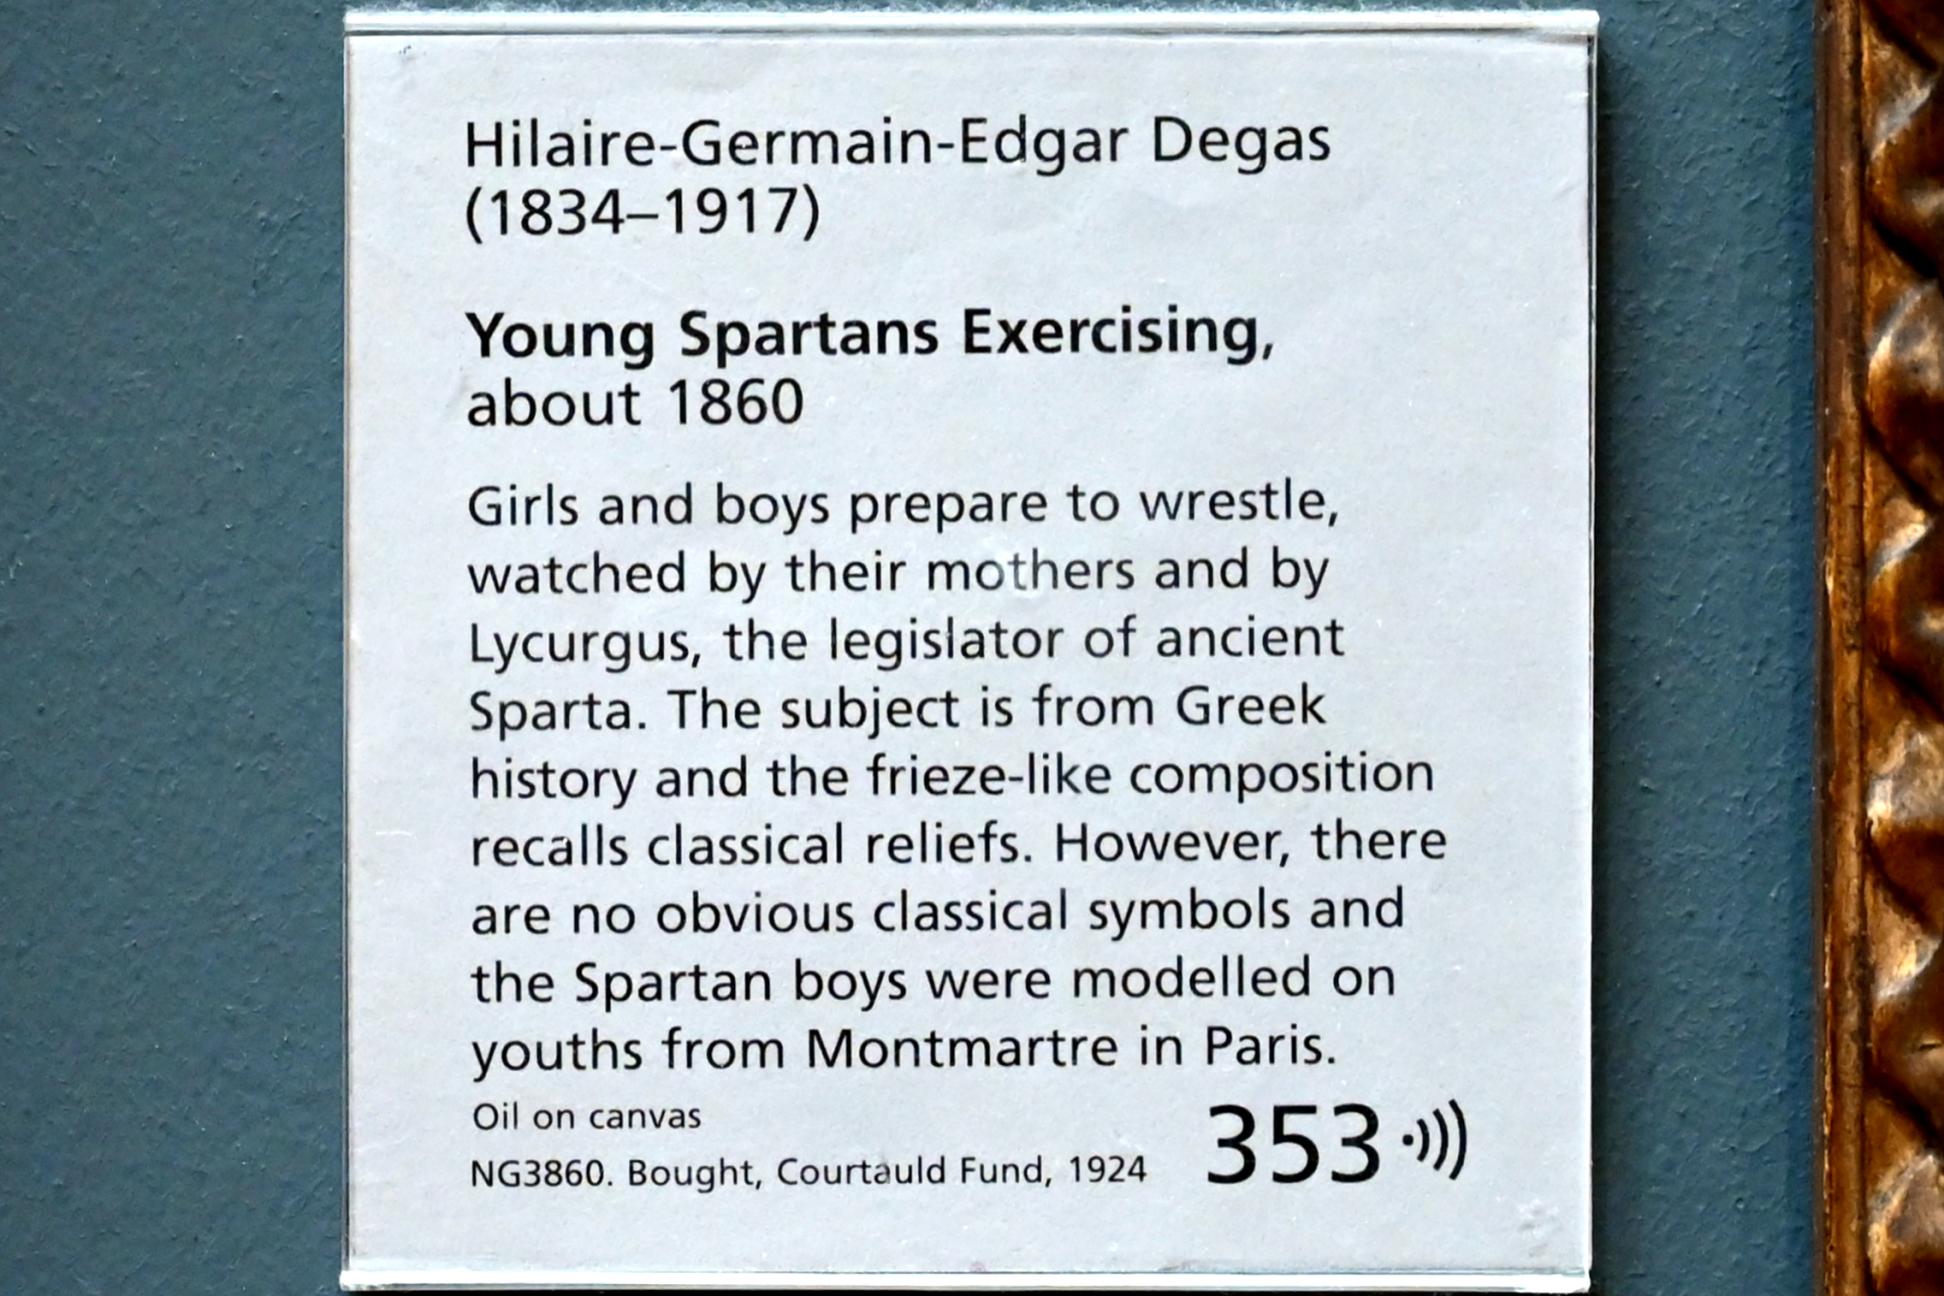 Hilaire-Germain-Edgar Degas
(1834–1917)
Young Spartans Exercising,
about 1860
Girls and boys prepare to wrestle,
watched by their mothers and by
Lycurgus, the legislator of ancient
Sparta. The subject is from Greek
history and the frieze-like composition
recalls classical reliefs. However, there
are no obvious classical symbols and
the Spartan boys were modelled on
youths from Montmartre in Paris.
Oil on canvas
NG3860. Bought, Courtauld Fund, 1924
353